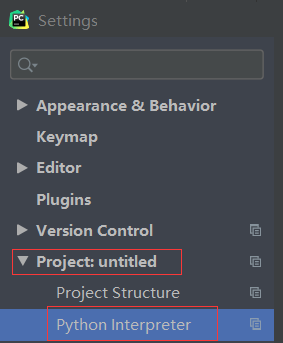 PC
Settings
Appearance & Behavior
Keymap
Editor
Plugins
Version Control
Project: untitled
Project Structure
Python Interpreter